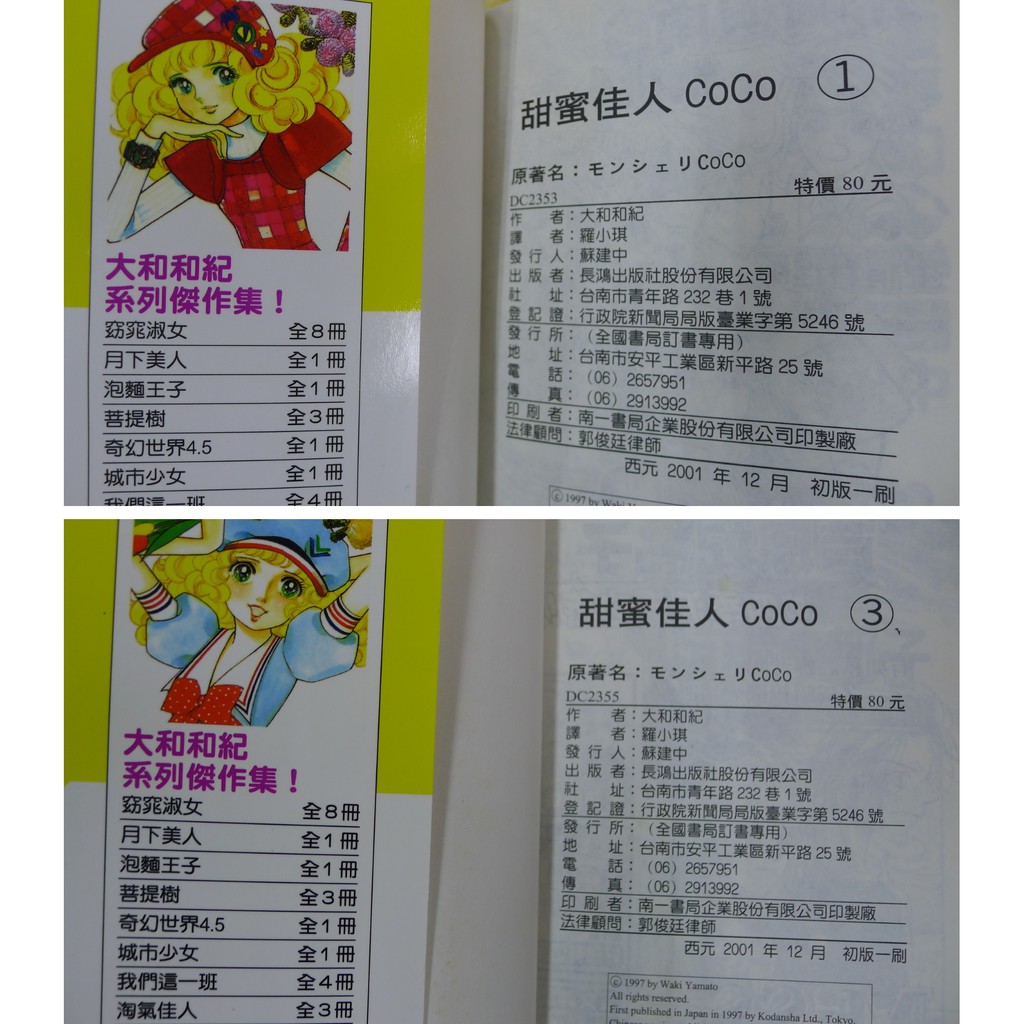 大和和紀
系列傑作集！
窈窕淑女 全8冊
月下美人 全1冊
泡麵王子 全1冊
菩提樹 全3冊
奇幻世界4.5 全1冊
城市少女 全1冊
我們這一班 全4冊
甜蜜佳人 CoCo ①
原著名：モンシェリCoCo
特價 80 元
DC2353
作者：大和和紀
譯者：羅小琪
發行人：蘇建中
出版者：長鴻出版社股份有限公司
社址：台南市青年路 232 巷 1 號
登記證：行政院新聞局局版臺業字第 5246 號
發行所：（全國書局訂書專用）
地址：台南市安平工業區新平路 25 號
電話：（06）2657951
傳真：（06）2913992
印刷者：南一書局企業股份有限公司印製廠
法律顧問：郭俊廷律師
西元 2001 年 12 月 初版一刷
© 1997 by Waki
大和和紀
系列傑作集！
窈窕淑女 全8冊
月下美人 全1冊
泡麵王子 全1冊
菩提樹 全3冊
奇幻世界4.5 全1冊
城市少女 全1冊
我們這一班 全4冊
淘氣佳人 全3冊
甜蜜佳人 CoCo ③
原著名：モンシェリCoCo
DC2355 特價 80 元
作者：大和和紀
譯者：羅小琪
發行人：蘇建中
出版者：長鴻出版社股份有限公司
社址：台南市青年路 232 巷 1 號
登記證：行政院新聞局局版臺業字第 5246 號
發行所：（全國書局訂書專用）
地址：台南市安平工業區新平路 25 號
電話：（06）2657951
傳真：（06）2913992
印刷者：南一書局企業股份有限公司印製廠
法律顧問：郭俊廷律師
西元 2001 年 12 月 初版一刷
© 1997 by Waki Yamato
All rights reserved.
First published in Japan in 1997 by Kodansha Ltd., Tokyo.